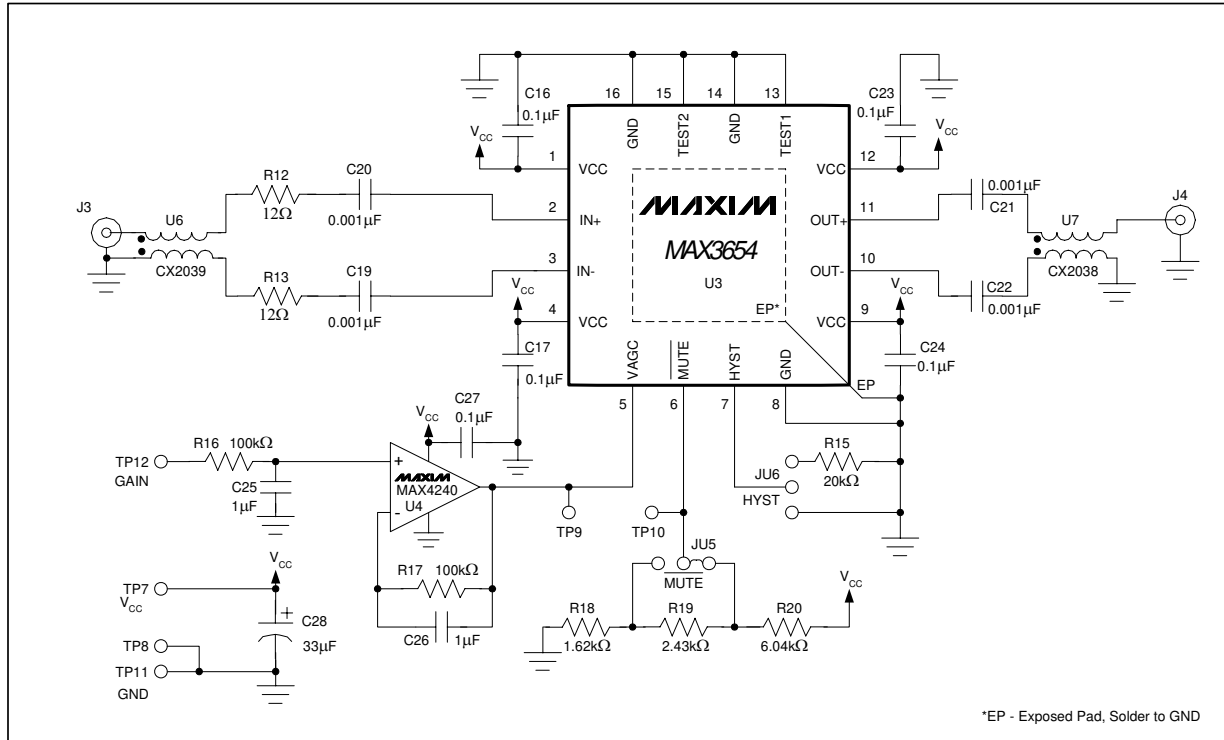 C16
0.1µF
16
15
14
13
C23
0.1µF
GND
TEST2
GND
TEST1
VCC
VCC
1
VCC
VCC
12
R12
12Ω
C20
0.001µF
2
IN+
MAXIM
MAX3654
U3
OUT+
11
0.001µF
C21
J3
U6
CX2039
U7
CX2038
J4
R13
12Ω
C19
0.001µF
3
IN-
OUT-
10
C22
0.001µF
VCC
4
VCC
EP*
VCC
9
VCC
C17
0.1µF
VAGC
MUTE
HYST
GND
EP
C24
0.1µF
5
6
7
8
VCC
C27
0.1µF
R16
100kΩ
TP12
GAIN
C25
1µF
+
MAXIM
MAX4240
U4
-
TP9
TP10
JU6
HYST
R15
20kΩ
JU5
MUTE
VCC
TP7
VCC
+
C28
33µF
TP8
TP11
GND
R17
100kΩ
C26
1µF
R18
1.62kΩ
R19
2.43kΩ
R20
6.04kΩ
VCC
*EP - Exposed Pad, Solder to GND